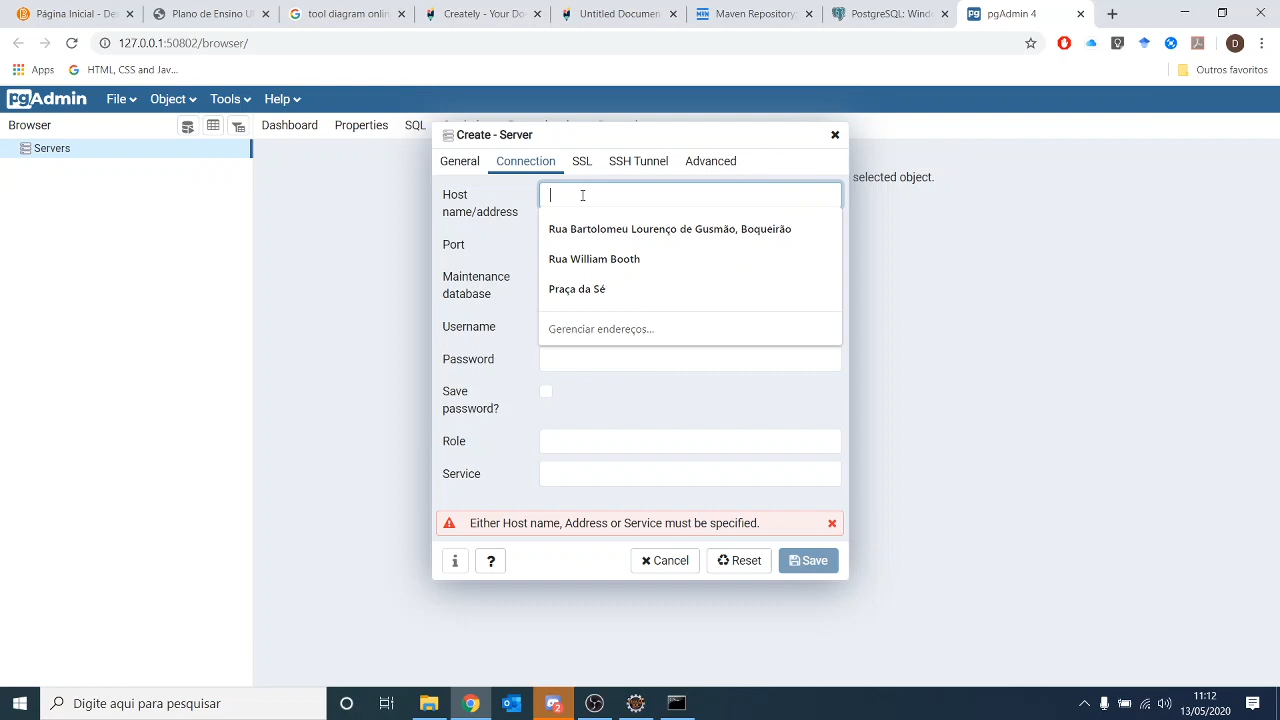 Página Inicial - Des
Plano de Ensino UI
tool diagram onlin
Creately - Your Do
Untitled Documen
Maven Repository:
PostgreSQL: Wind
pgAdmin 4
127.0.0.1:50802/browser/
D
Apps
HTML, CSS and Jav...
Outros favoritos
pgAdmin
File
Object
Tools
Help
Browser
Dashboard
Properties
SQL
Servers
Create - Server
General
Connection
SSL
SSH Tunnel
Advanced
selected object.
Host name/address
Rua Bartolomeu Lourenço de Gusmão, Boqueirão
Rua William Booth
Praça da Sé
Gerenciar endereços...
Port
Maintenance database
Username
Password
Save password?
Role
Service
Either Host name, Address or Service must be specified.
i
?
Cancel
Reset
Save
Digite aqui para pesquisar
11:12
13/05/2020